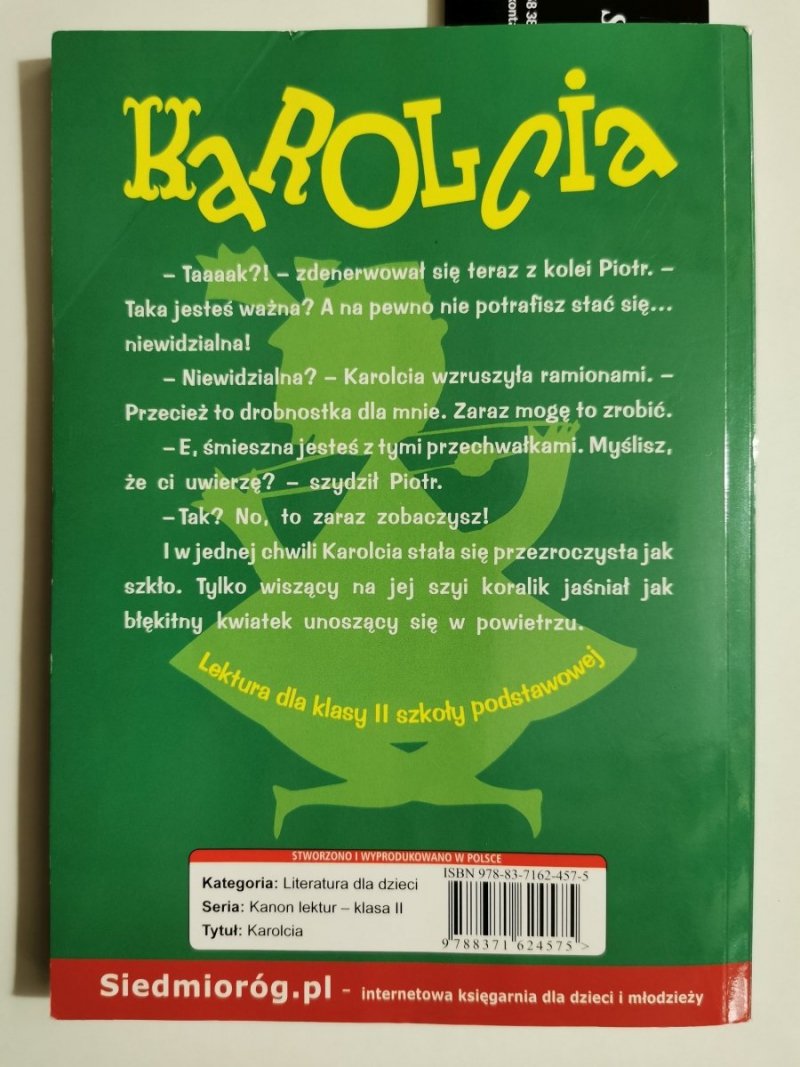 KAROLCIA
– Taaaak?! – zdenerwował się teraz z kolei Piotr. –
Taka jesteś ważna? A na pewno nie potrafisz stać się...
niewidzialna!
– Niewidzialna? – Karolcia wzruszyła ramionami. –
Przecież to drobnostka dla mnie. Zaraz mogę to zrobić.
– E, śmieszna jesteś z tymi przechwałkami. Myślisz,
że ci uwierzę? – szydził Piotr.
– Tak? No, to zaraz zobaczysz!
I w jednej chwili Karolcia stała się przezroczysta jak
szkło. Tylko wiszący na jej szyi koralik jaśniał jak
błękitny kwiatek unoszący się w powietrzu.
Lektura dla klasy II szkoły podstawowej
STWORZONO I WYPRODUKOWANO W POLSCE
Kategoria: Literatura dla dzieci
Seria: Kanon lektur – klasa II
Tytuł: Karolcia
ISBN 978-83-7162-457-5
9 788371 624575 >
Siedmioróg.pl - internetowa księgarnia dla dzieci i młodzieży